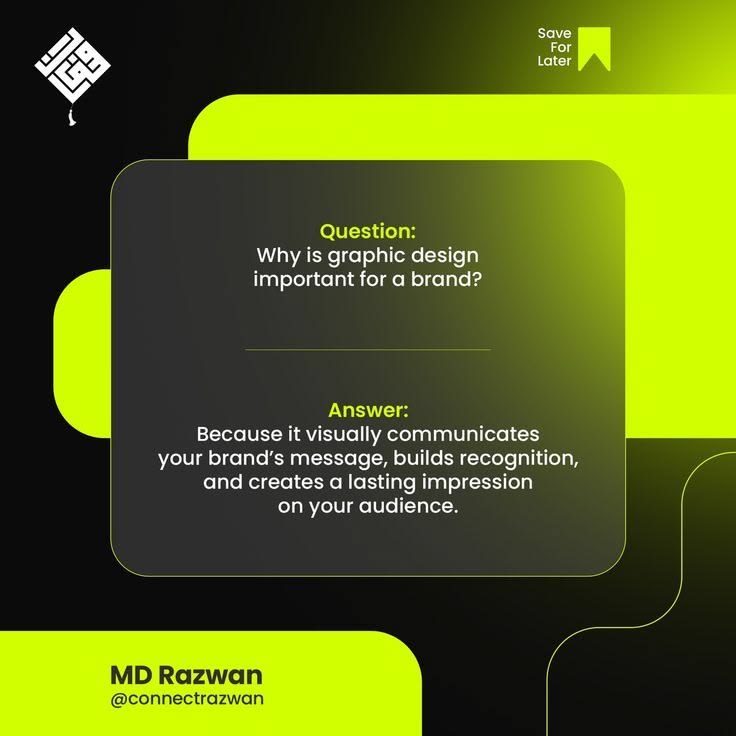 Save
For
Later
Question:
Why is graphic design
important for a brand?
Answer:
Because it visually communicates
your brand's message, builds recognition,
and creates a lasting impression
on your audience.
MD Razwan
@connectrazwan